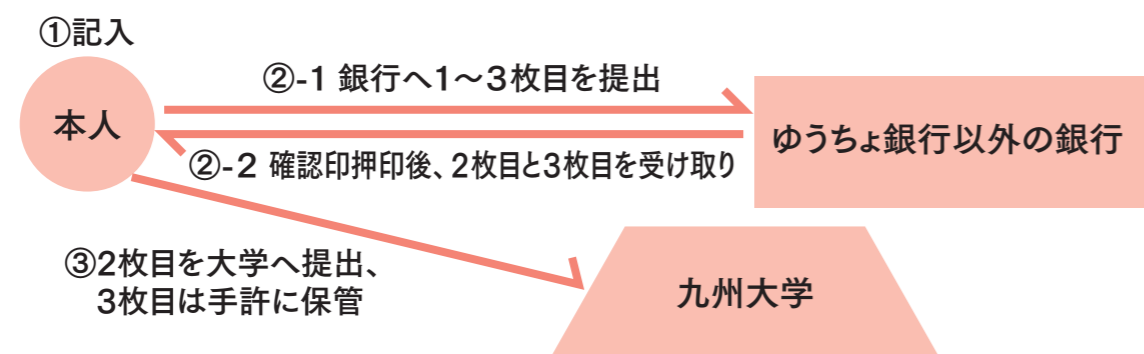 ①記入
本人
②-1 銀行へ1～3枚目を提出
ゆうちょ銀行以外の銀行
②-2 確認印押印後、2枚目と3枚目を受け取り
③2枚目を大学へ提出、
3枚目は手許に保管
九州大学